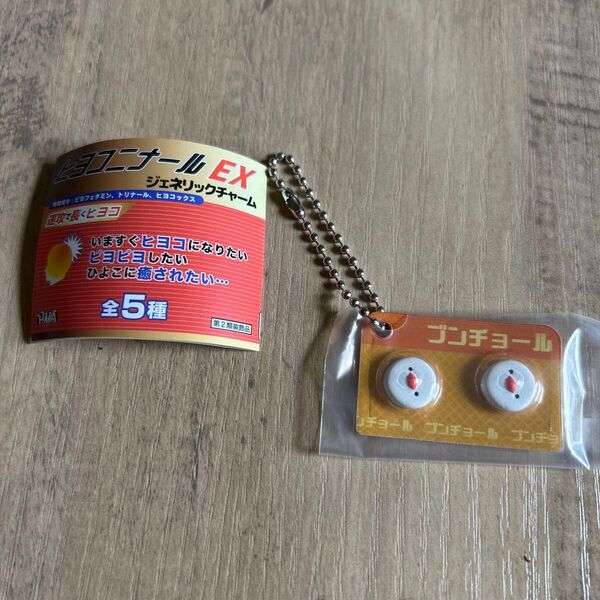 ヒヨコニナール EX
ジェネリックチャーム
有効成分：ピヨフェタミン、トリナール、ヒヨコックス
速攻で長くヒヨコ
いますぐヒヨコになりたい
ピヨピヨしたい
ひよこに癒されたい…
全5種
第2類装飾品
ブンチョール
ンチョール ブンチョール ブンチョ